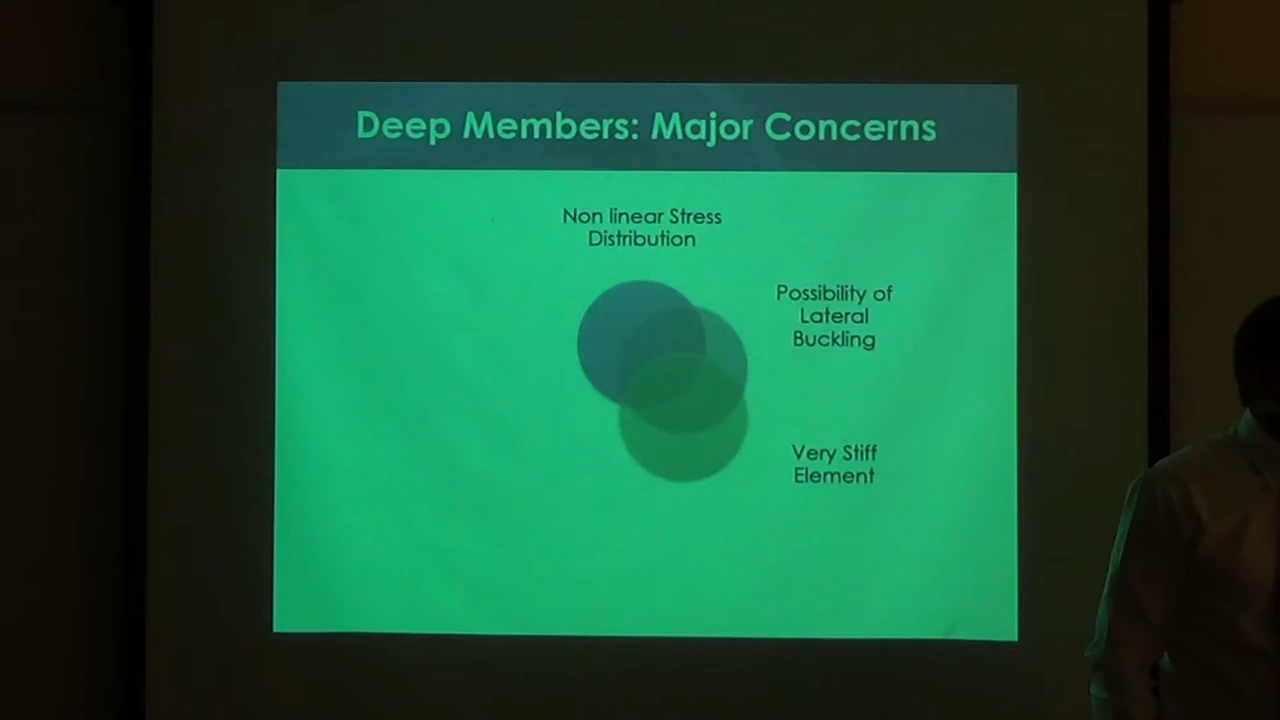 Deep Members: Major Concerns
Non linear Stress
Distribution
Possibility of
Lateral
Buckling
Very Stiff
Element